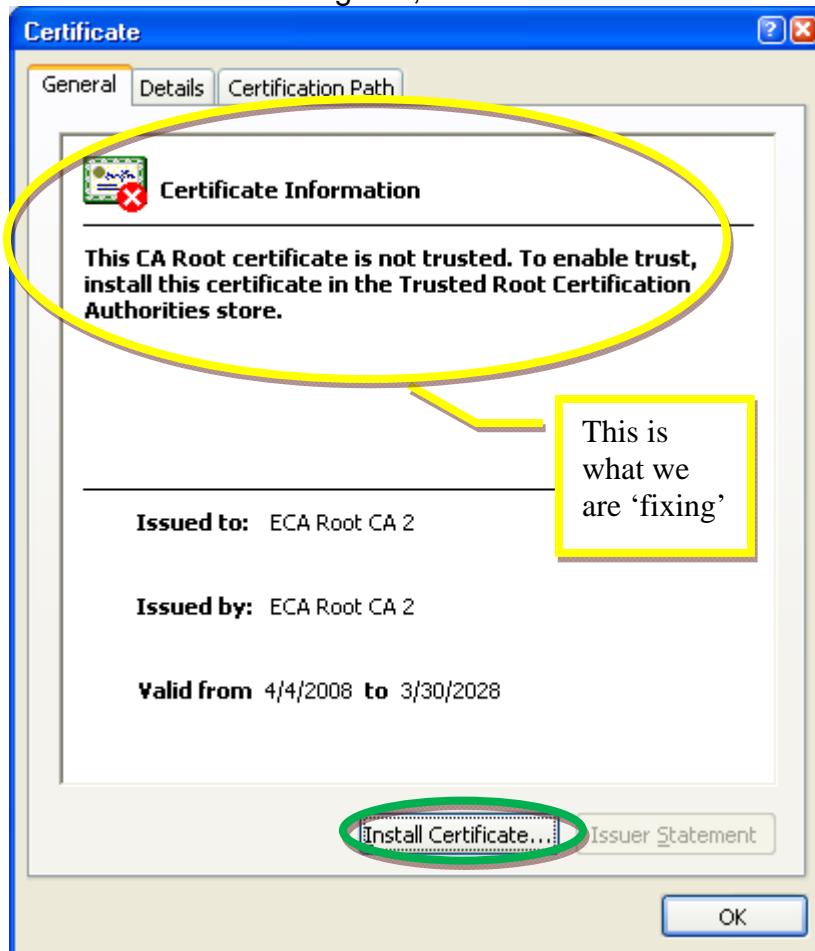 Certificate
General Details Certification Path
Certificate Information
This CA Root certificate is not trusted. To enable trust,
install this certificate in the Trusted Root Certification
Authorities store.
This is
what we
are ‘fixing’
Issued to: ECA Root CA 2
Issued by: ECA Root CA 2
Valid from 4/4/2008 to 3/30/2028
Install Certificate... Issuer Statement
OK